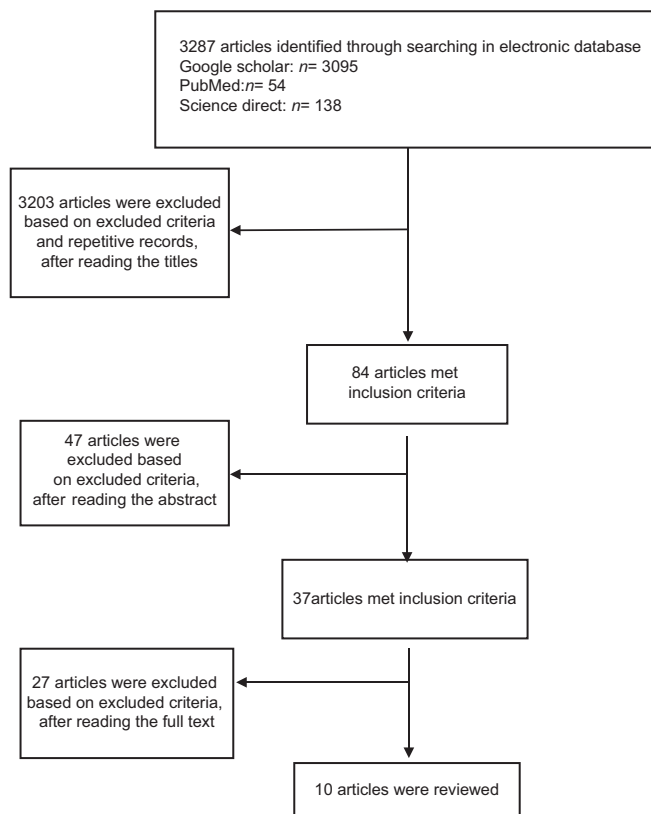 3287 articles identified through searching in electronic database
Google scholar: n= 3095
PubMed:n= 54
Science direct: n= 138
3203 articles were excluded
based on excluded criteria
and repetitive records,
after reading the titles
84 articles met
inclusion criteria
47 articles were
excluded based
on excluded criteria,
after reading the abstract
37articles met inclusion criteria
27 articles were excluded
based on excluded criteria,
after reading the full text
10 articles were reviewed